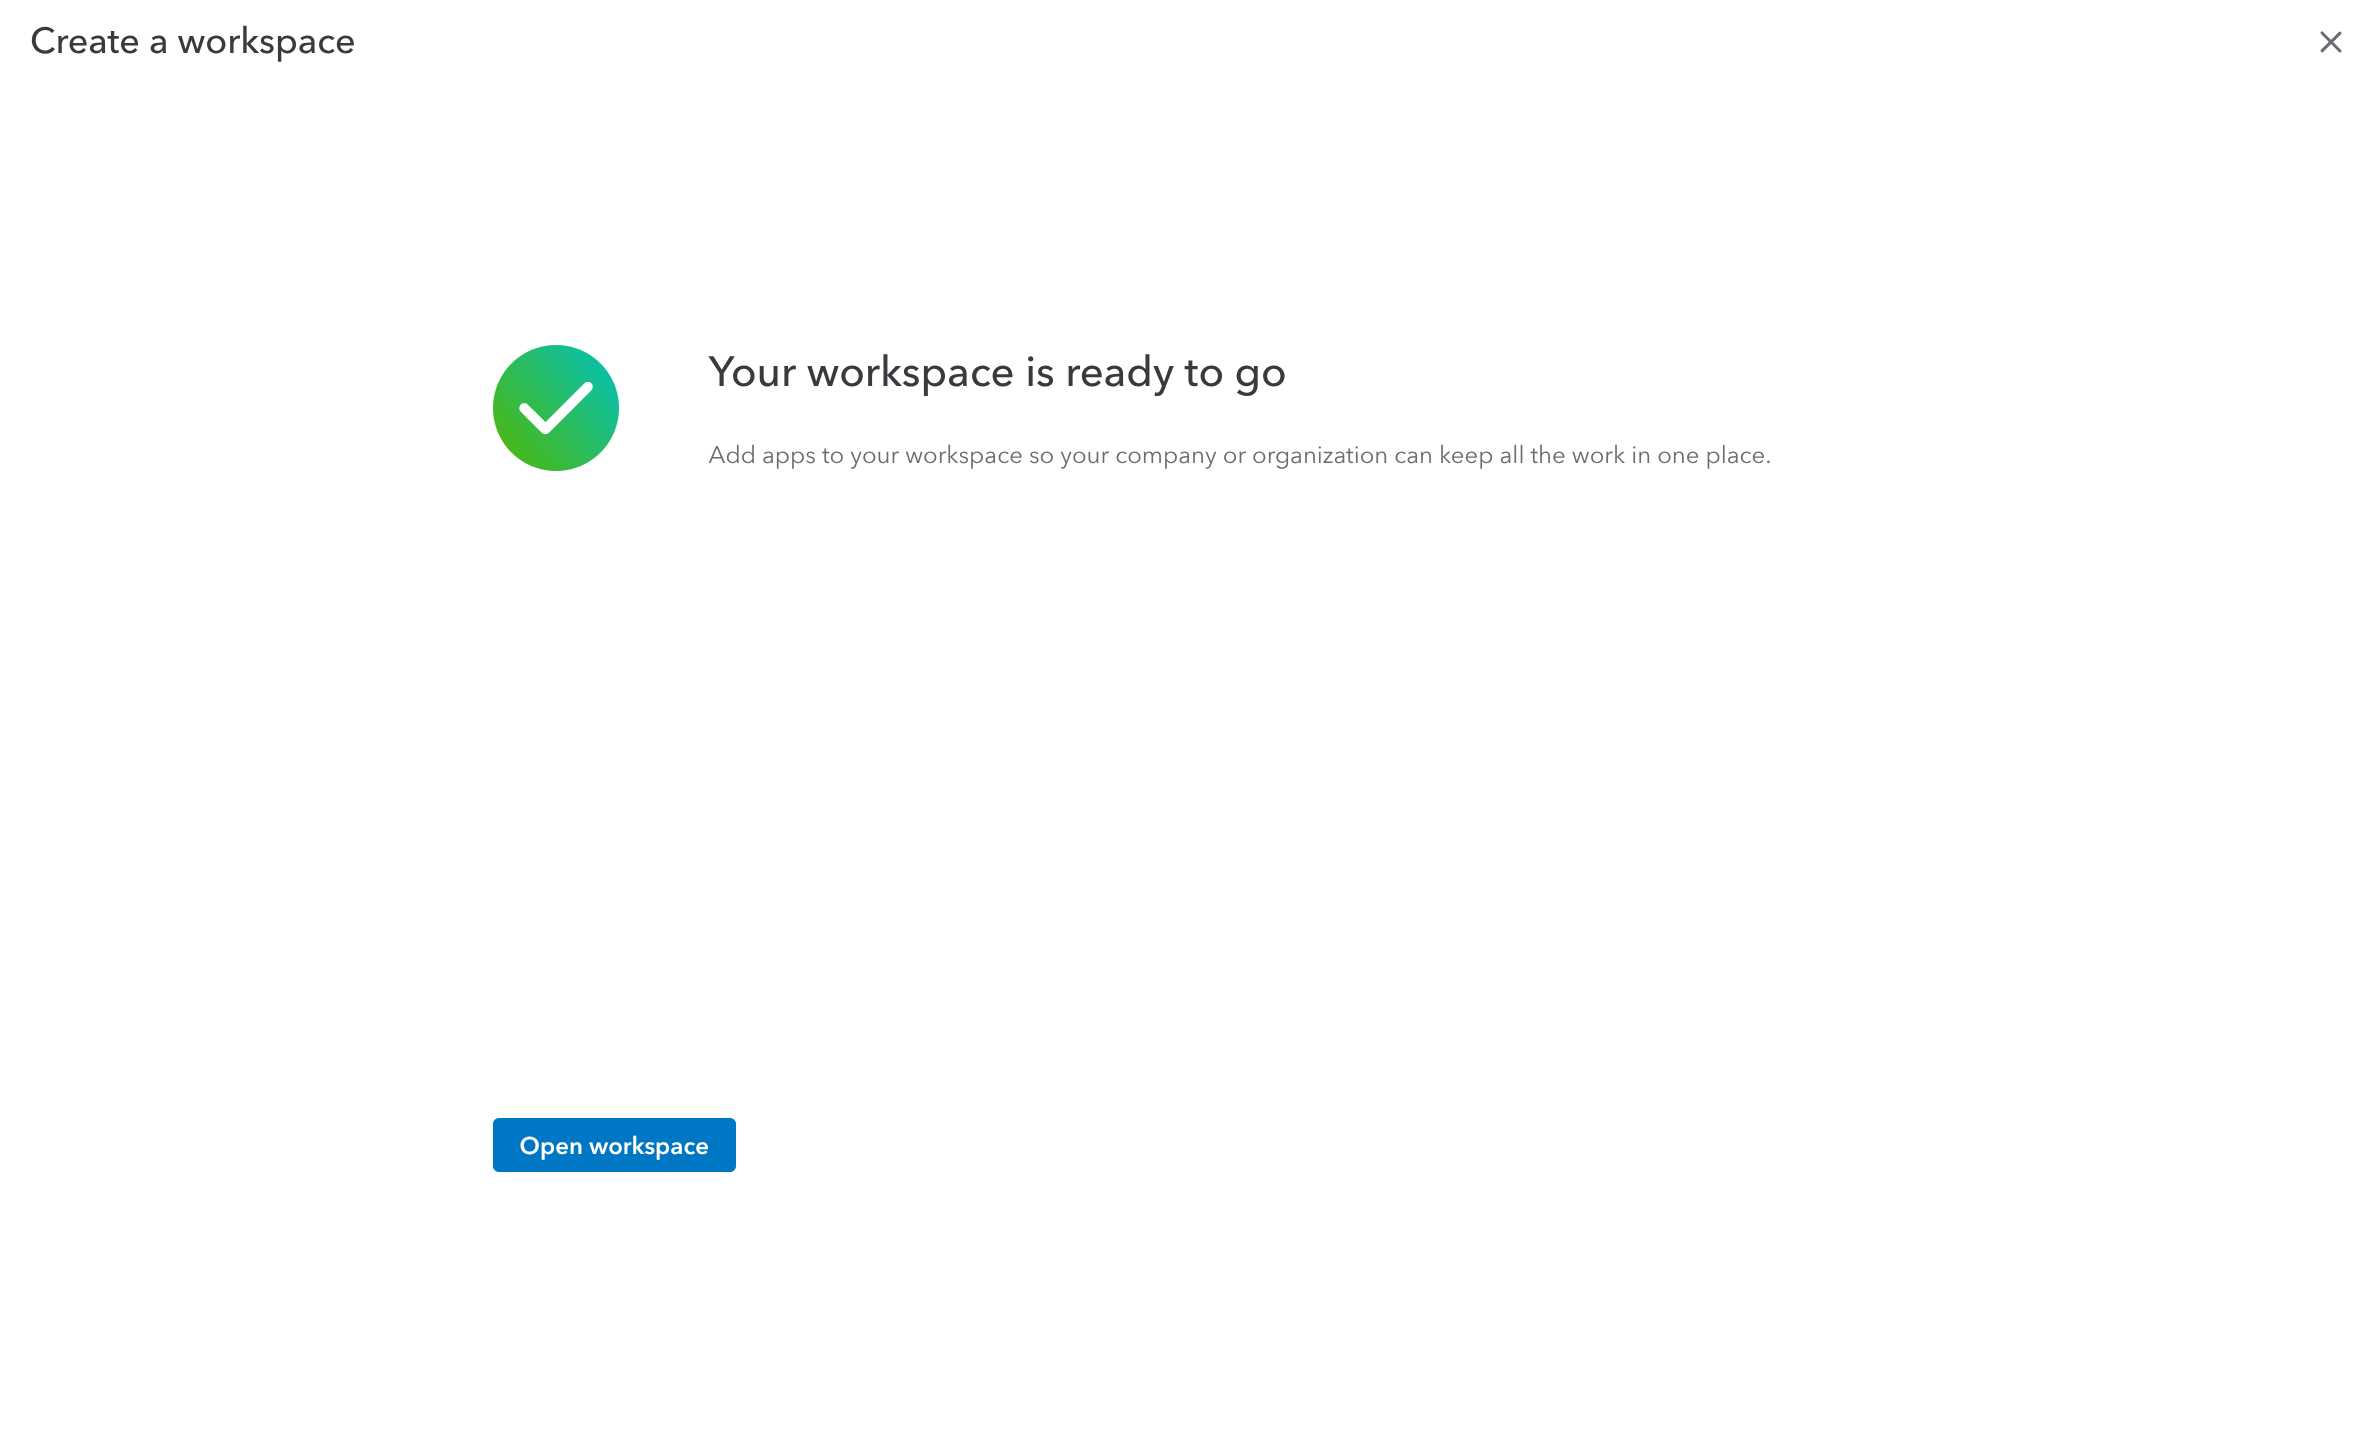 Create a workspace
Your workspace is ready to go
Add apps to your workspace so your company or organization can keep all the work in one place.
Open workspace